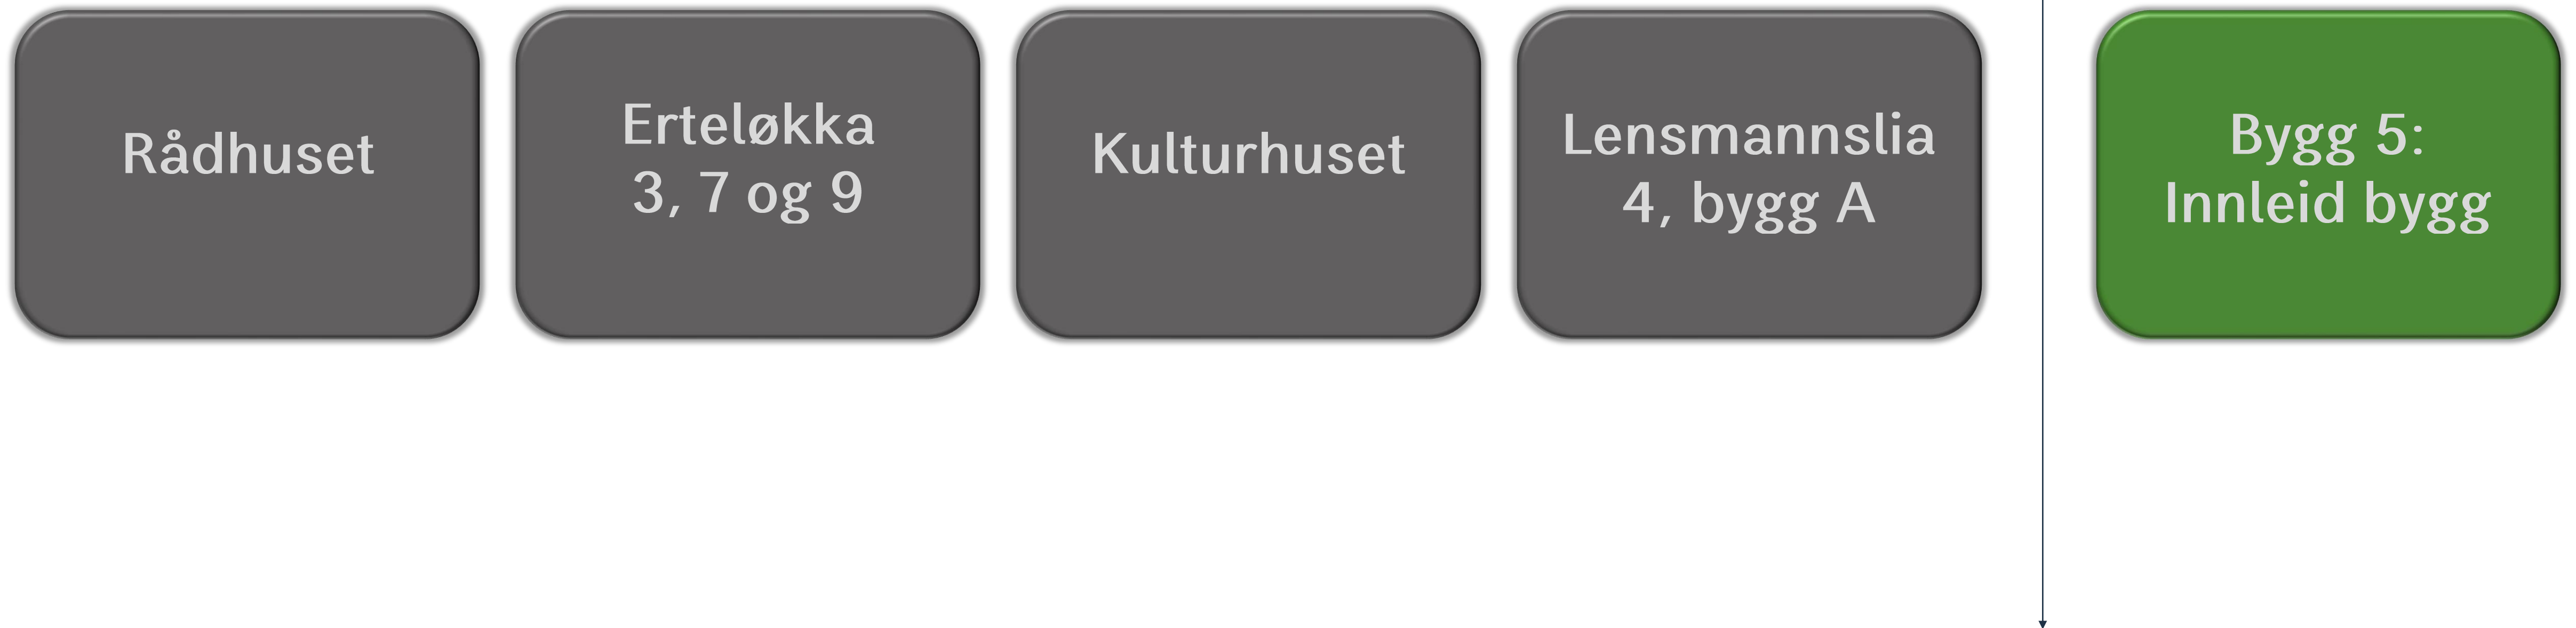 Rådhuset
Erteløkka
3, 7 og 9
Kulturhuset
Lensmannslia
4, bygg A
Bygg 5:
Innleid bygg